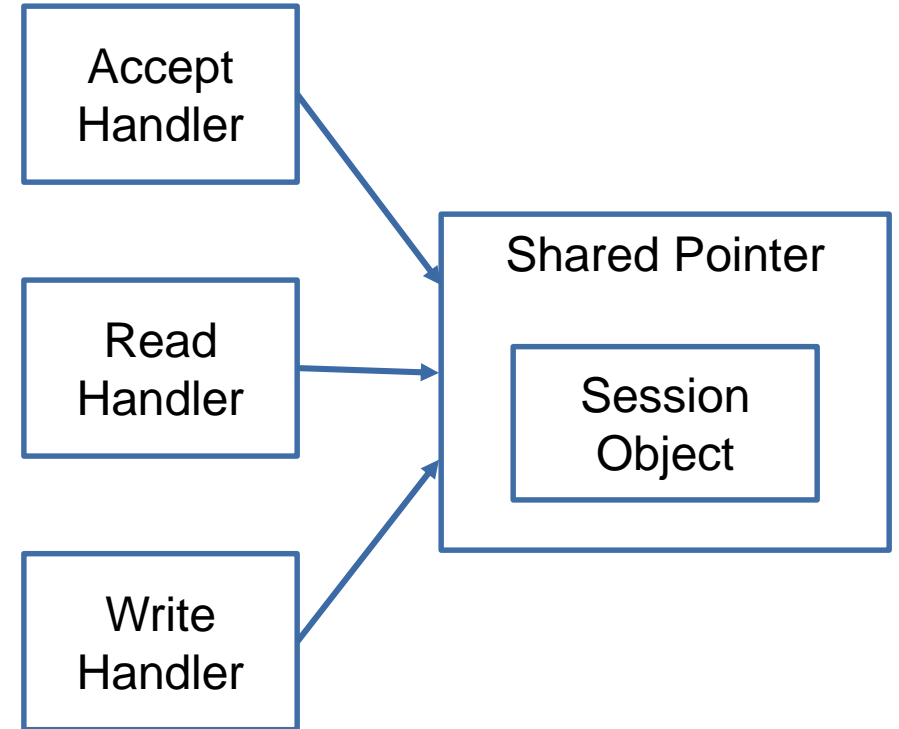 Accept
Handler
Shared Pointer
Read
Handler
Session
Object
Write
Handler